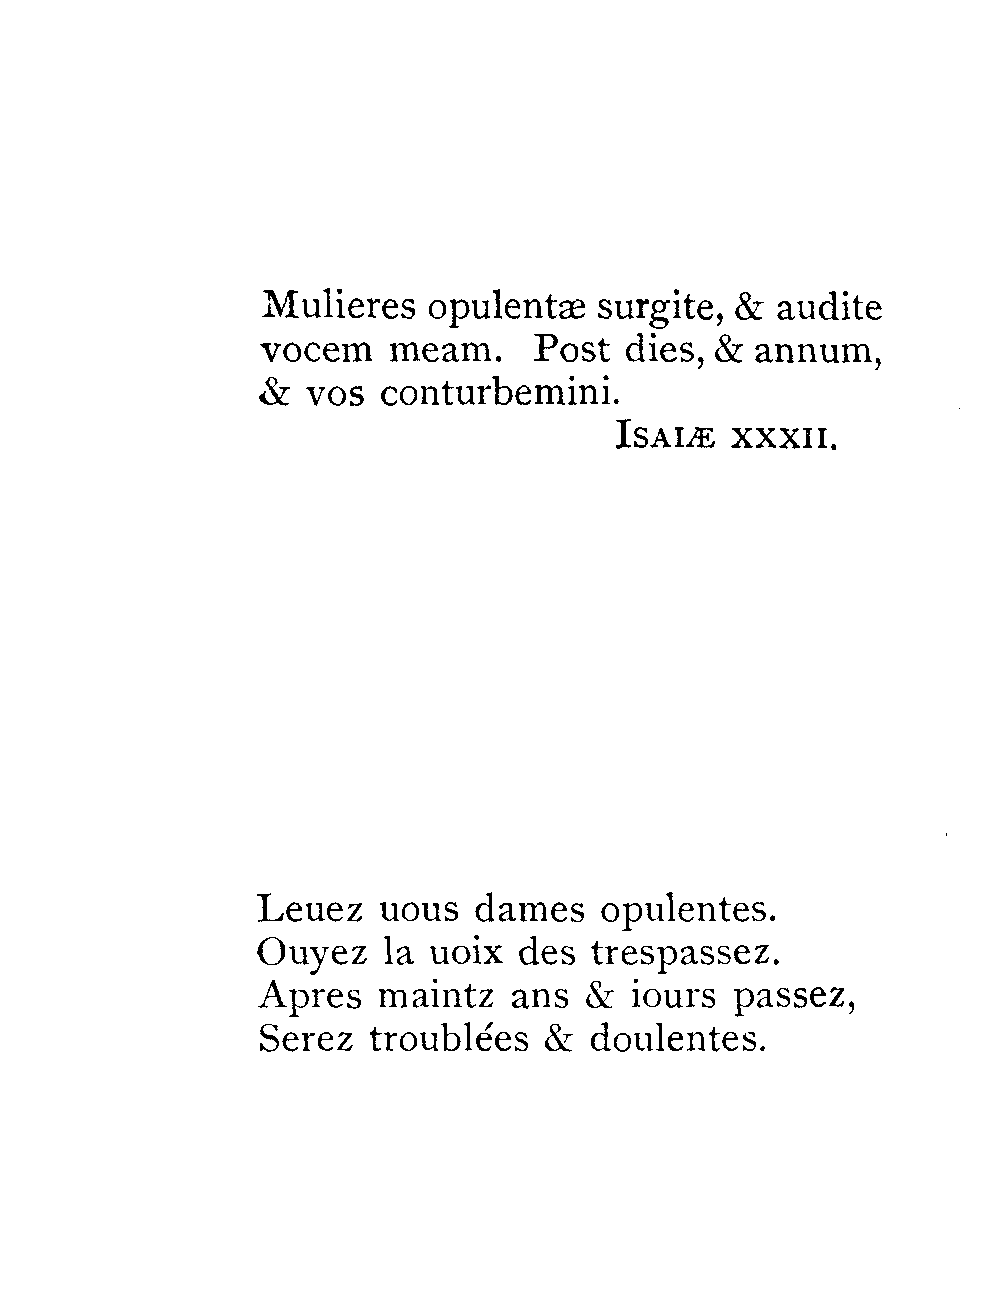 Mulieres opulentæ surgite, & audite
vocem meam. Post dies, & annum,
& vos conturbemini.
Isaiæ xxxii.
Leuez uous dames opulentes.
Ouyez la uoix des trespassez.
Apres maintz ans & iours passez,
Serez troublées & doulentes.